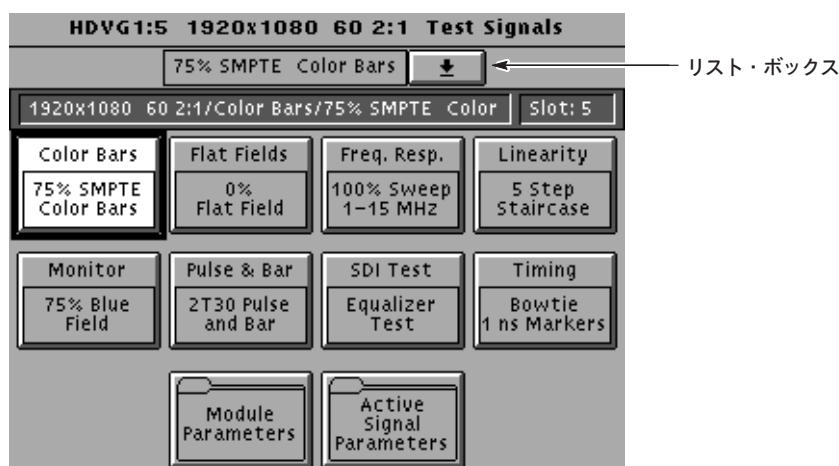 HDVG1:5 1920x1080 60 2:1 Test Signals
75% SMPTE Color Bars
リスト・ボックス
1920x1080 60 2:1/Color Bars/75% SMPTE Color
Slot: 5
Color Bars
75% SMPTE
Color Bars
Flat Fields
0%
Flat Field
Freq. Resp.
100% Sweep
1-15 MHz
Linearity
5 Step
Staircase
Monitor
75% Blue
Field
Pulse & Bar
2T30 Pulse
and Bar
SDI Test
Equalizer
Test
Timing
Bowtie
1 ns Markers
Module
Parameters
Active
Signal
Parameters